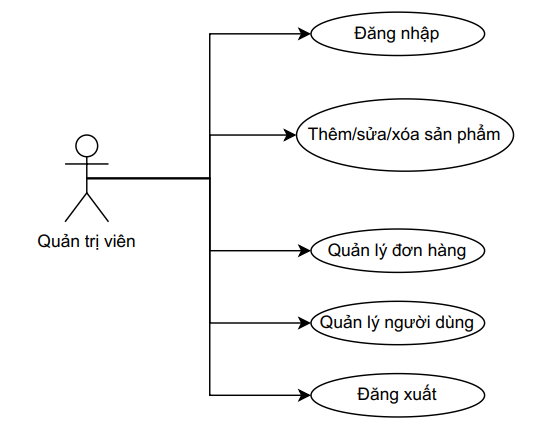 Đăng nhập
Thêm/sửa/xóa sản phẩm
Quản trị viên
Quản lý đơn hàng
Quản lý người dùng
Đăng xuất